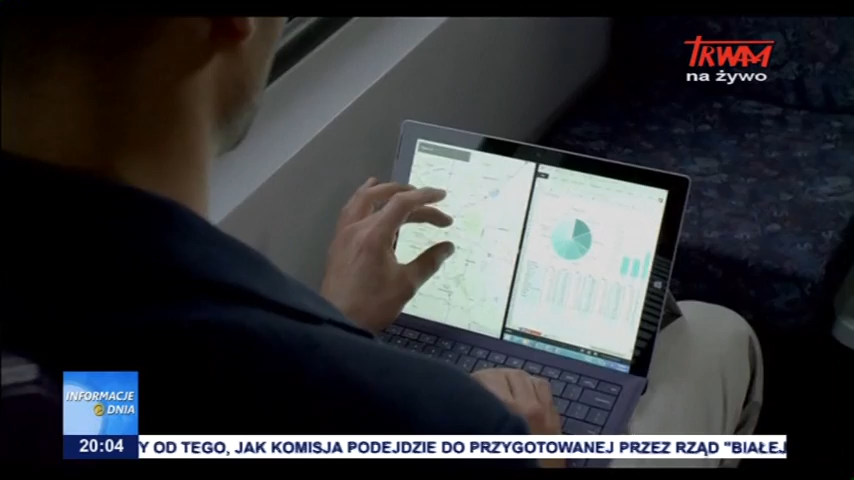 TRWAM
na żywo
INFORMACJE
DNIA
20:04
Y OD TEGO, JAK KOMISJA PODEJDZIE DO PRZYGOTOWANEJ PRZEZ RZĄD "BIAŁEJ